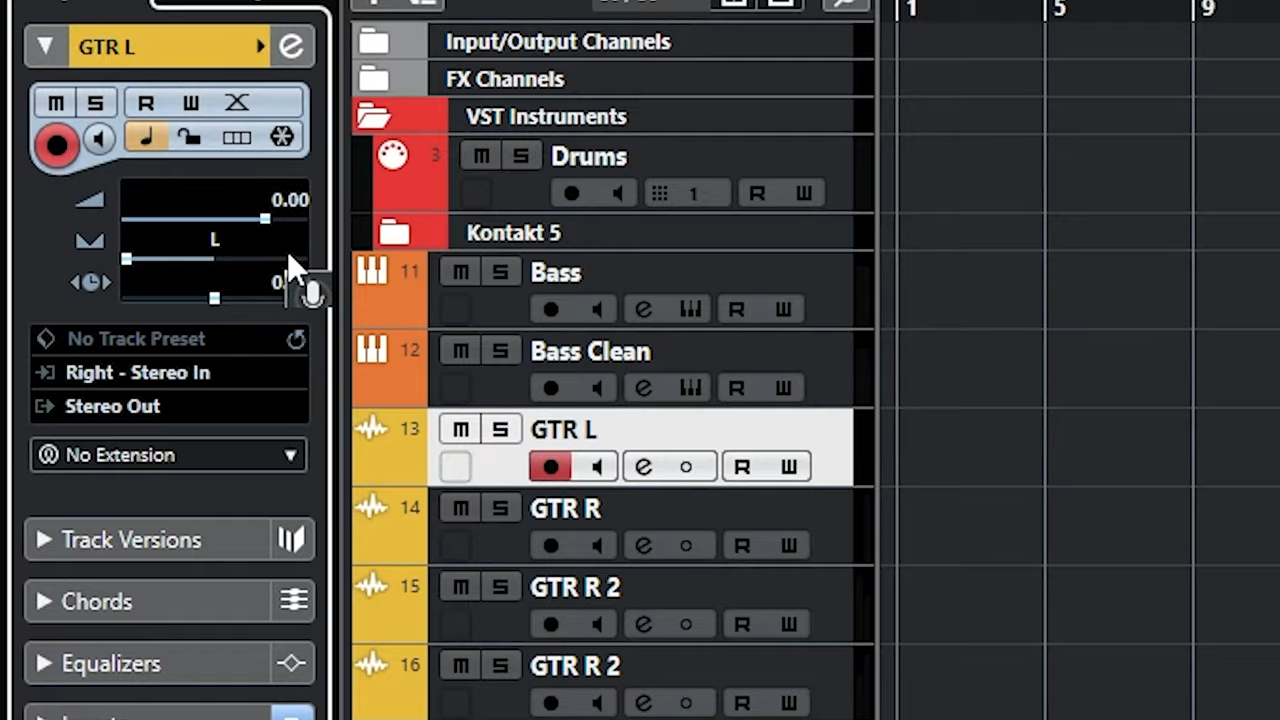 GTR L
M S R W
0.00
L
No Track Preset
Right - Stereo In
Stereo Out
No Extension
Track Versions
Chords
Equalizers
1 5 9
Input/Output Channels
FX Channels
VST Instruments
3 M S Drums
1 R W
Kontakt 5
11 M S Bass
e R W
12 M S Bass Clean
e R W
13 M S GTR L
e R W
14 M S GTR R
e R W
15 M S GTR R 2
e R W
16 M S GTR R 2
e R W